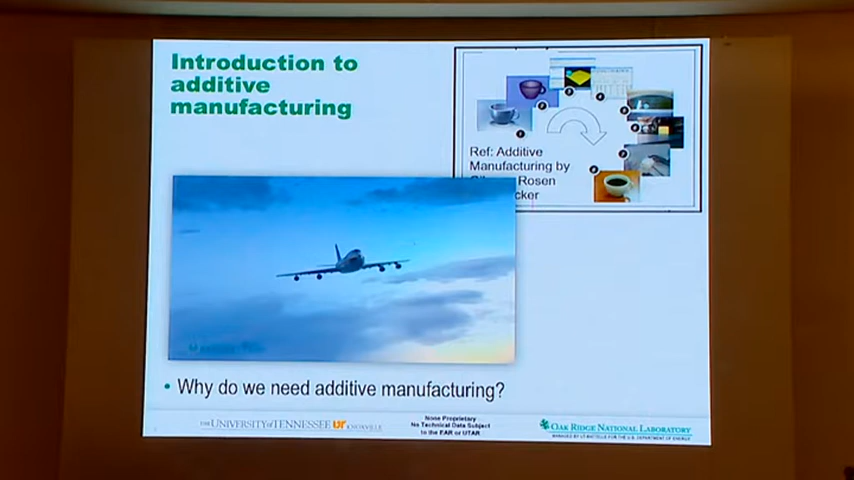 Introduction to
additive
manufacturing
Ref: Additive
Manufacturing by
Rosen
cker
Why do we need additive manufacturing?
THE UNIVERSITY of TENNESSEE UT KNOXVILLE
None Proprietary
No Technical Data Subject
to the EAR or UTAR
OAK RIDGE NATIONAL LABORATORY
MANAGED BY UT-BATTELLE FOR THE U.S. DEPARTMENT OF ENERGY